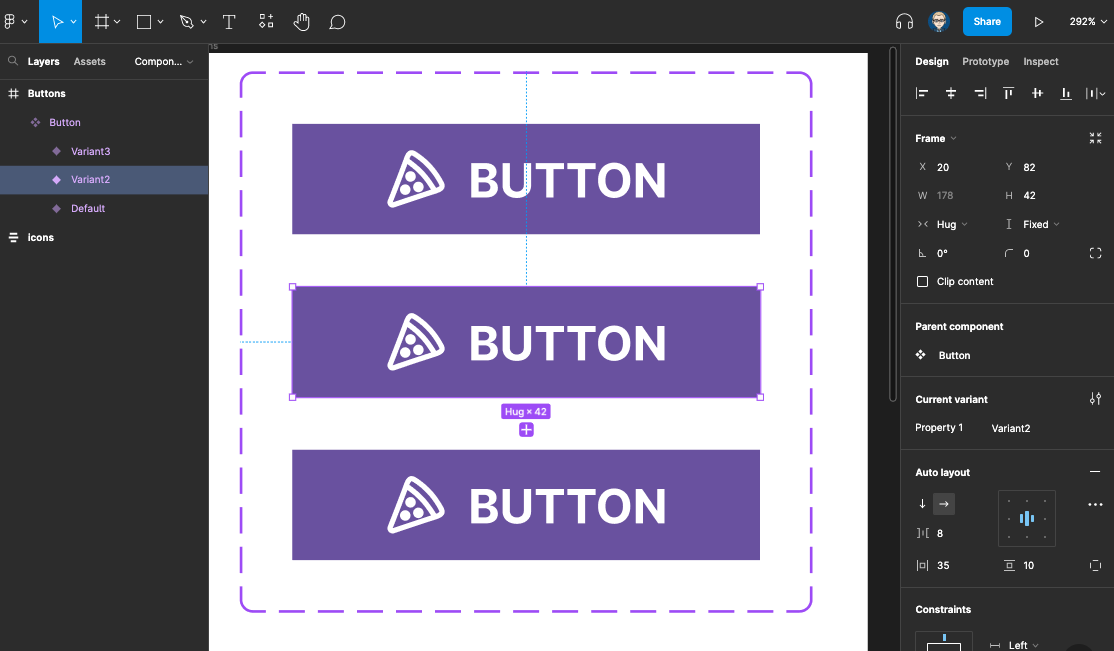 Share
292%
ns
Layers
Assets
Compon...
Design
Prototype
Inspect
Buttons
Button
Variant3
Variant2
Default
icons
BUTTON
BUTTON
Hug × 42
BUTTON
Frame
X 20
Y 82
W 178
H 42
Hug
Fixed
0°
0
Clip content
Parent component
Button
Current variant
Property 1
Variant2
Auto layout
8
35
10
Constraints
Left